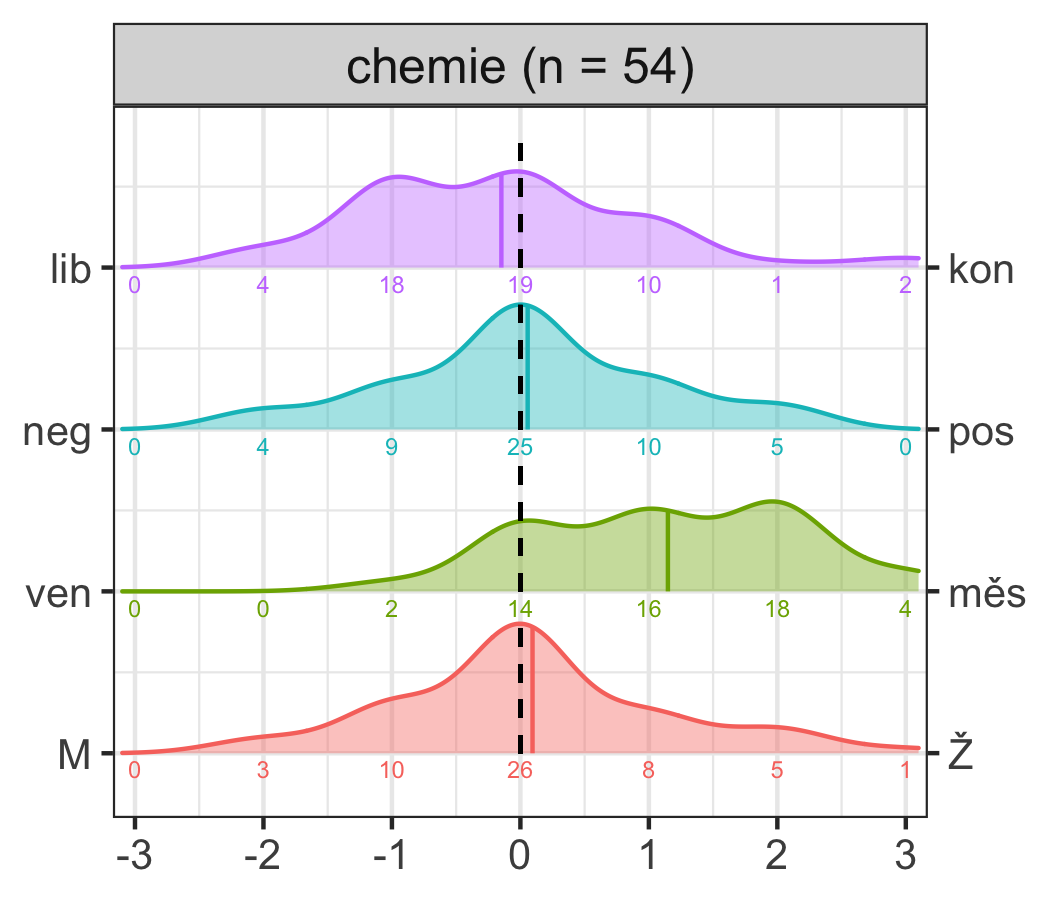 chemie (n = 54)
lib kon
0 4 18 19 10 1 2
neg pos
0 4 9 25 10 5 0
ven měs
0 0 2 14 16 18 4
M Ž
0 3 10 26 8 5 1
-3 -2 -1 0 1 2 3